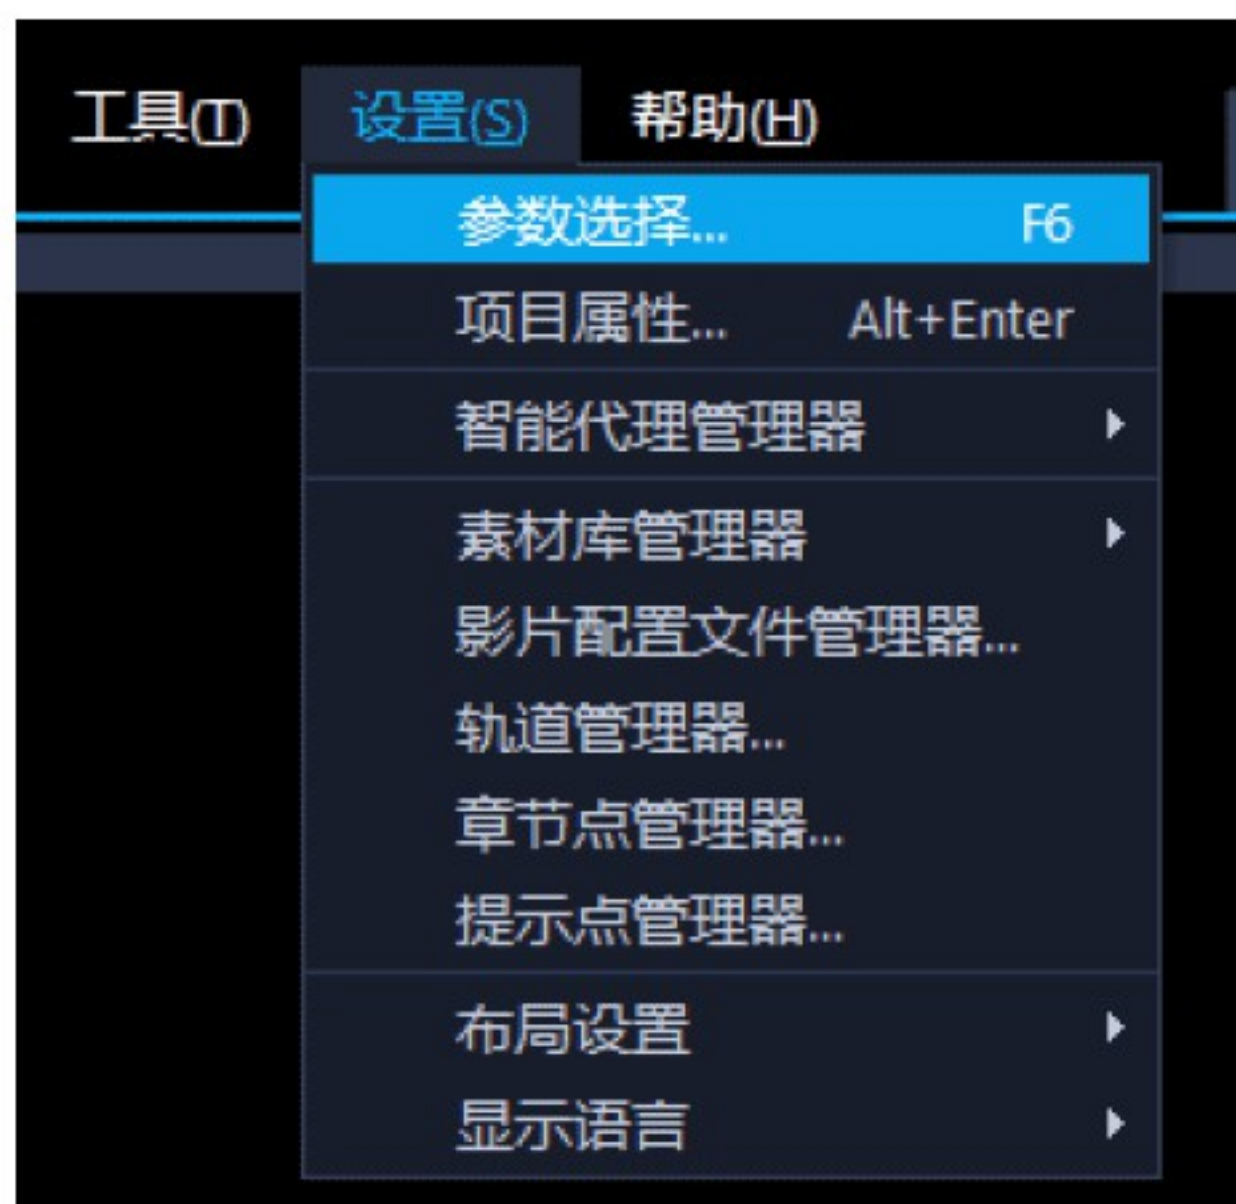 工具(T) 设置(S) 帮助(H)
参数选择... F6
项目属性... Alt+Enter
智能代理管理器
素材库管理器
影片配置文件管理器...
轨道管理器...
章节点管理器...
提示点管理器...
布局设置
显示语言